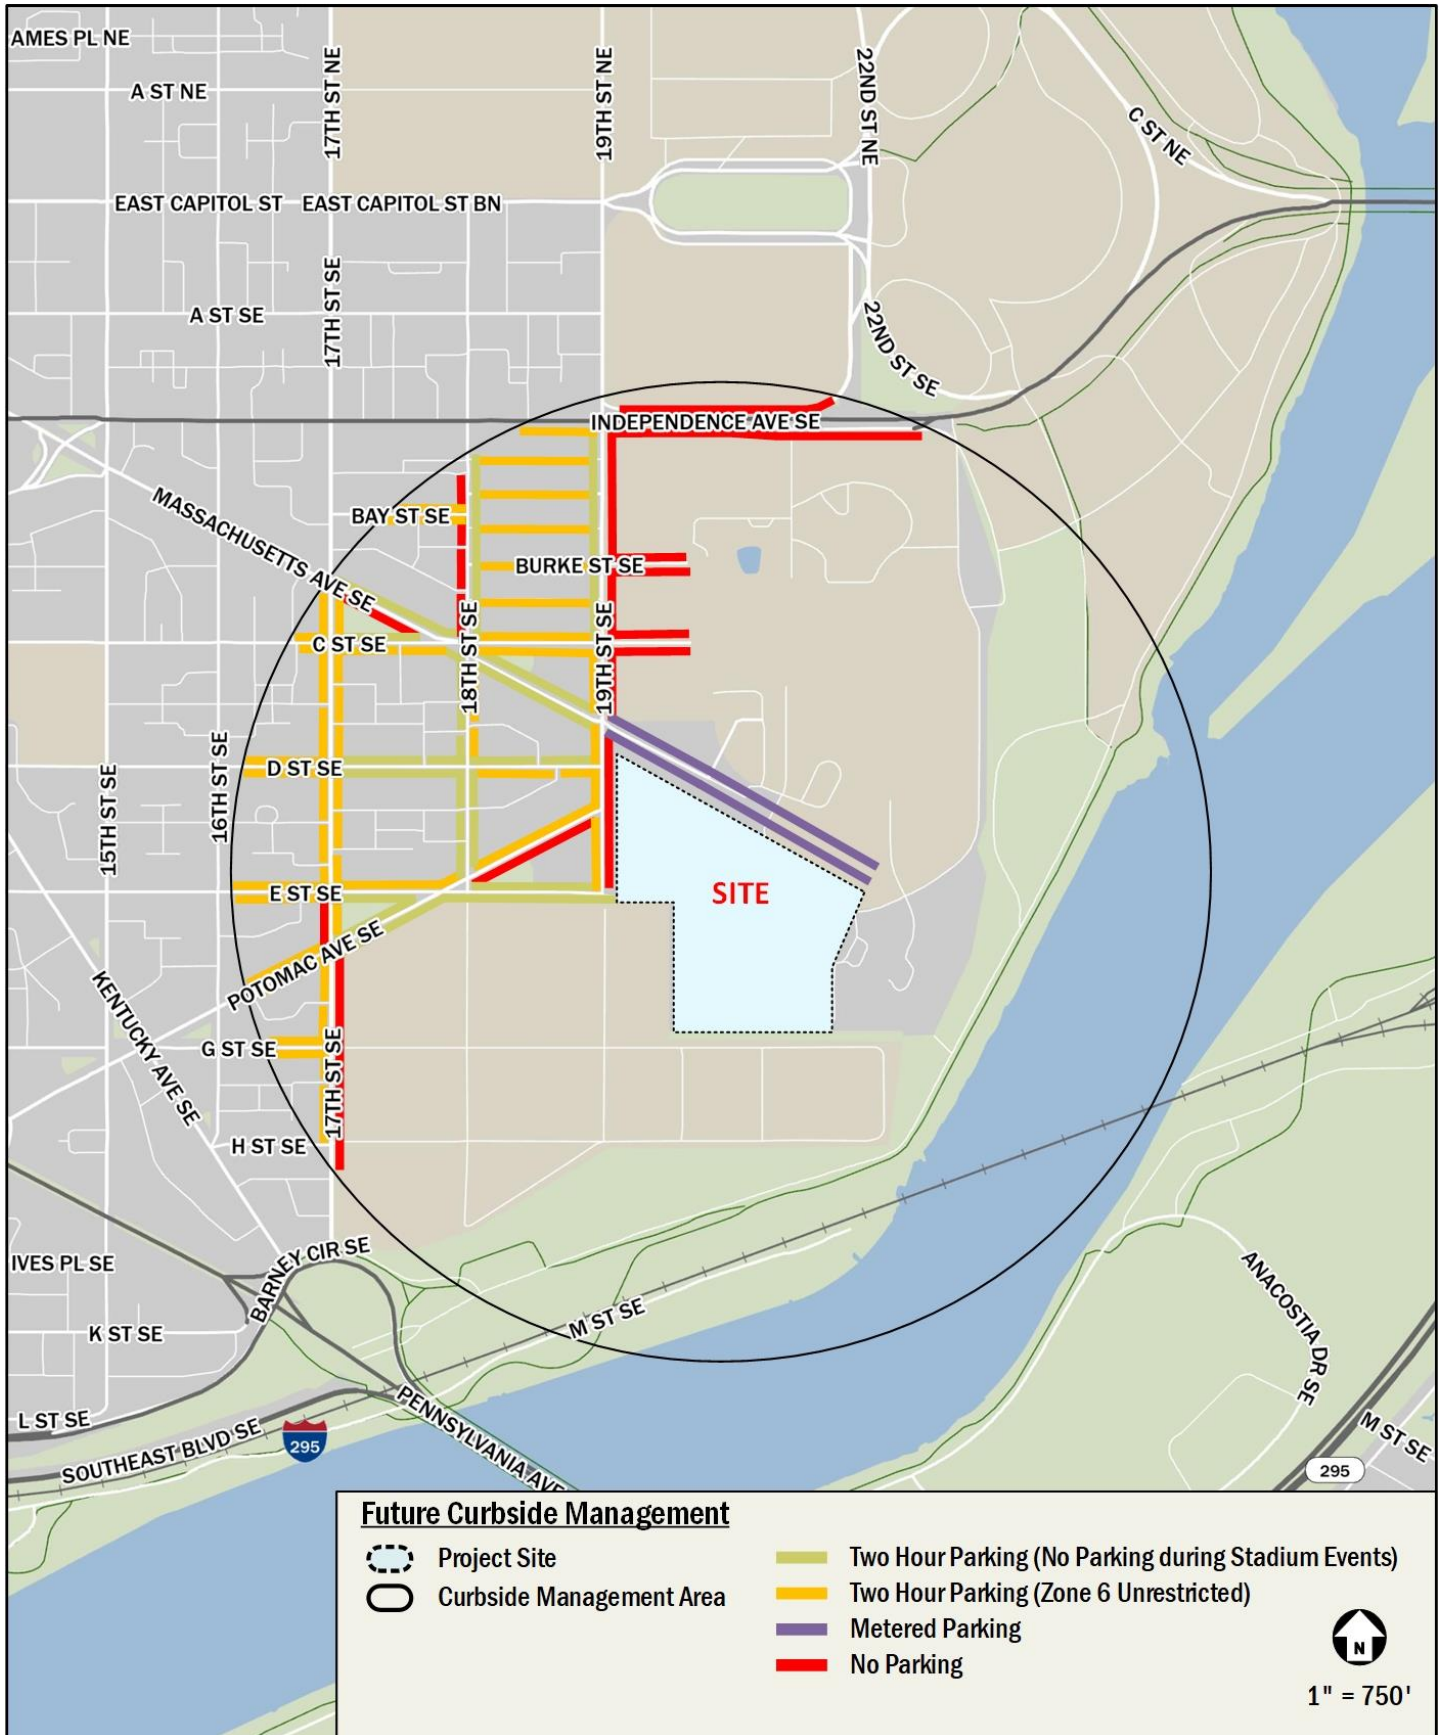 AMES PL NE
A ST NE
17TH ST NE
19TH ST NE
22ND ST NE
C ST NE
EAST CAPITOL ST
EAST CAPITOL ST BN
17TH ST SE
A ST SE
22ND ST SE
INDEPENDENCE AVE SE
MASSACHUSETTS AVE SE
BAY ST SE
BURKE ST SE
C ST SE
18TH ST SE
19TH ST SE
15TH ST SE
16TH ST SE
D ST SE
E ST SE
SITE
POTOMAC AVE SE
KENTUCKY AVE SE
G ST SE
17TH ST SE
H ST SE
IVES PL SE
BARNEY CIR SE
K ST SE
M ST SE
ANACOSTIA DR SE
L ST SE
SOUTHEAST BLVD SE
295
PENNSYLVANIA AVE
M ST SE
295
Future Curbside Management
Project Site
Curbside Management Area
Two Hour Parking (No Parking during Stadium Events)
Two Hour Parking (Zone 6 Unrestricted)
Metered Parking
No Parking
N
1" = 750'